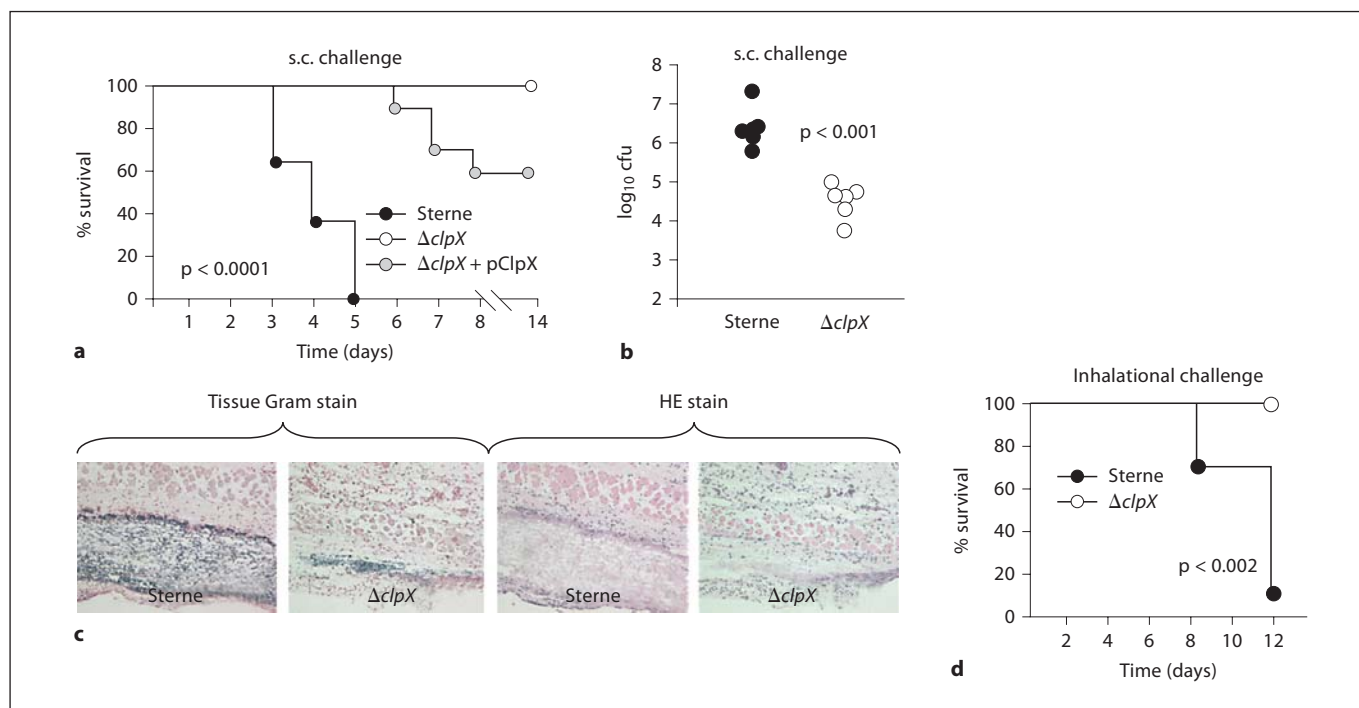 s.c. challenge
100
80
60
40
20
0
% survival
Sterne
ΔclpX
ΔclpX + pClpX
p < 0.0001
1 2 3 4 5 6 7 8 14
Time (days)
a
s.c. challenge
8
7
6
5
4
3
2
log10 cfu
p < 0.001
Sterne ΔclpX
b
Tissue Gram stain HE stain
Sterne ΔclpX Sterne ΔclpX
c
Inhalational challenge
100
80
60
40
20
0
% survival
Sterne
ΔclpX
p < 0.002
2 4 6 8 10 12
Time (days)
d